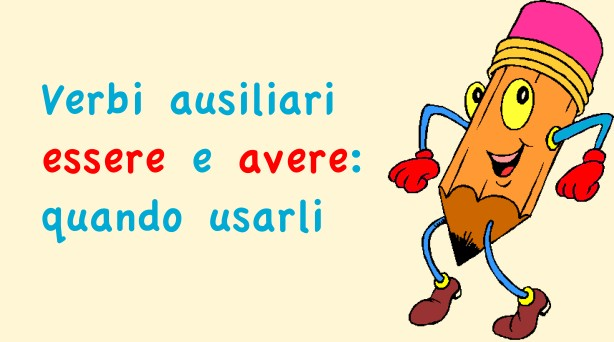 Verbi ausiliari
essere e avere:
quando usarli